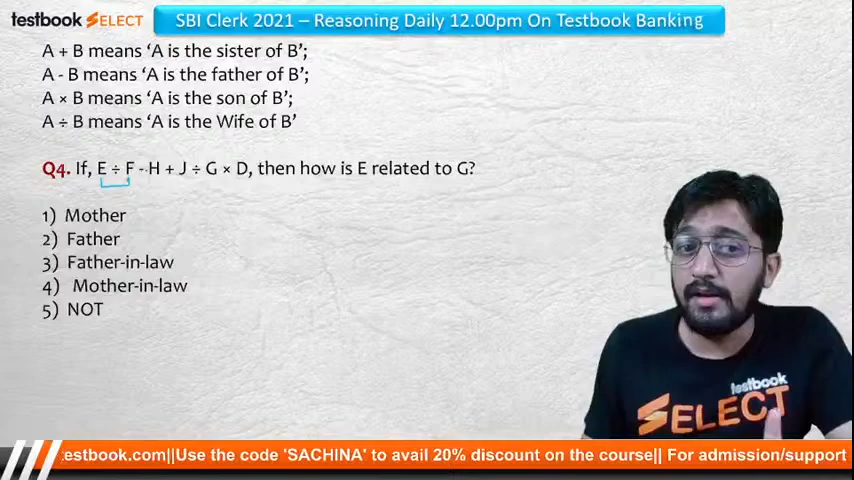 testbook SELECT
SBI Clerk 2021 – Reasoning Daily 12.00pm On Testbook Banking
A + B means ‘A is the sister of B’;
A - B means ‘A is the father of B’;
A × B means ‘A is the son of B’;
A ÷ B means ‘A is the Wife of B’
Q4. If, E ÷ F - H + J ÷ G × D, then how is E related to G?
1) Mother
2) Father
3) Father-in-law
4) Mother-in-law
5) NOT
testbook
SELECT
estbook.com||Use the code 'SACHINA' to avail 20% discount on the course|| For admission/support